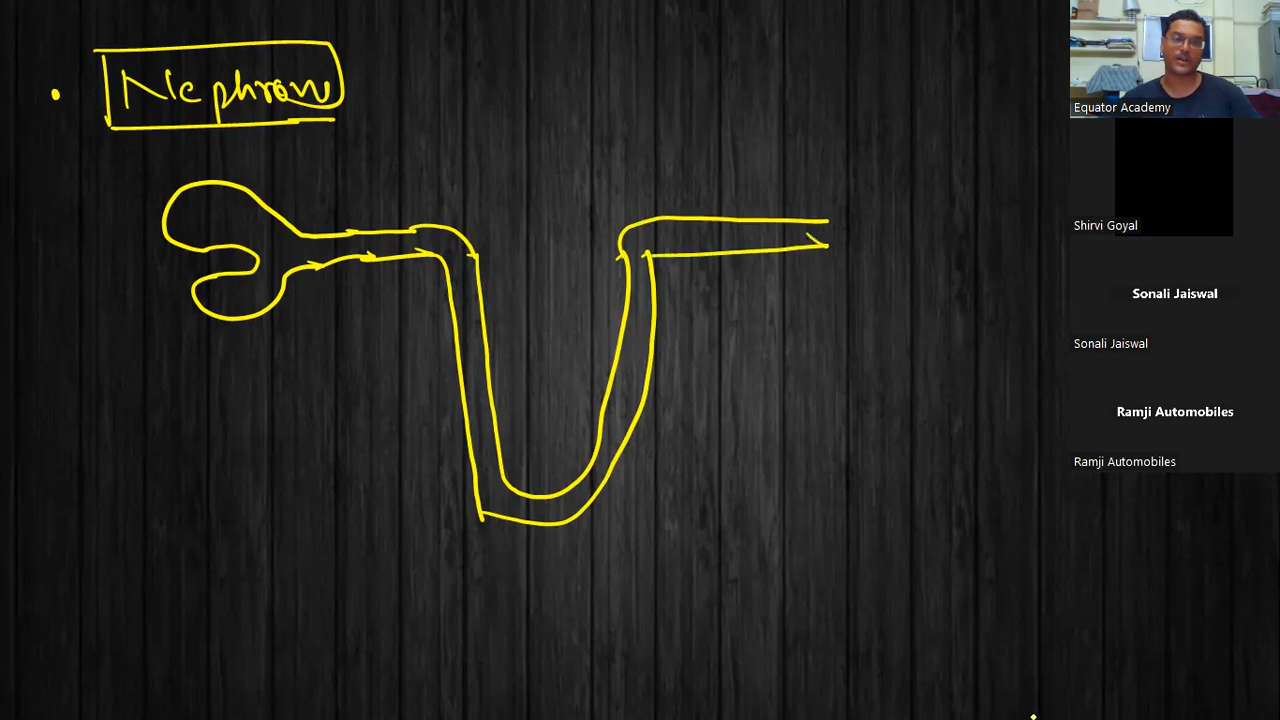 Nephron
Equator Academy
Shirvi Goyal
Sonali Jaiswal
Sonali Jaiswal
Ramji Automobiles
Ramji Automobiles